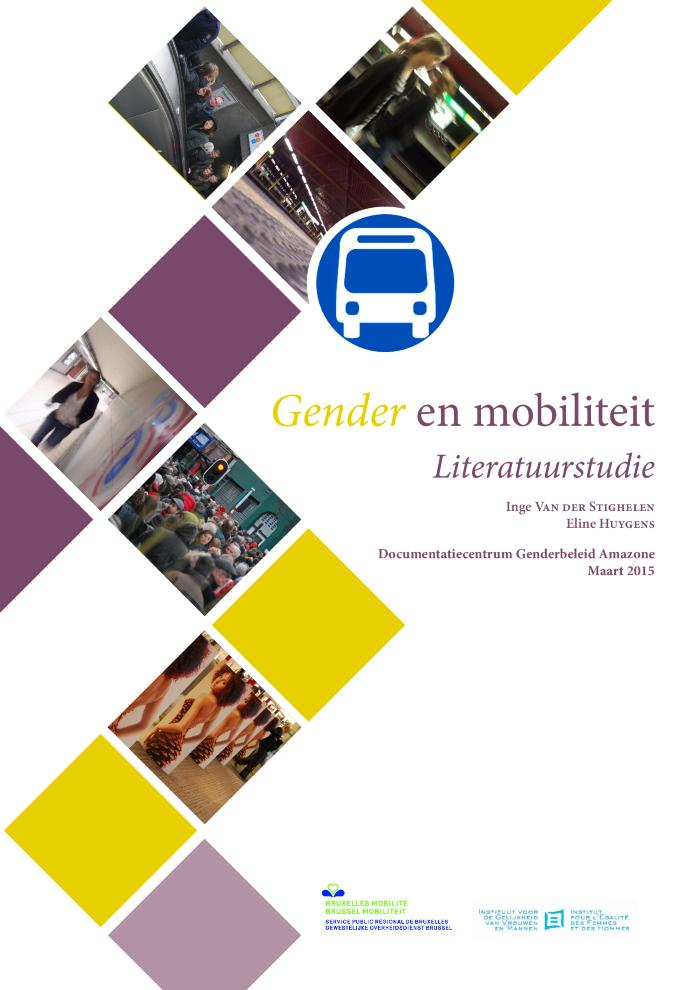 Gender en mobiliteit
Literatuurstudie
Inge Van der Stighelen
Eline Huygens
Documentatiecentrum Genderbeleid Amazone
Maart 2015
BRUXELLES MOBILITÉ
BRUSSEL MOBILITEIT
SERVICE PUBLIC RÉGIONAL DE BRUXELLES
GEWESTELIJKE OVERHEIDSDIENST BRUSSEL
INSTITUUT VOOR
DE GELIJKHEID
VAN VROUWEN
EN MANNEN
INSTITUT
POUR L'ÉGALITÉ
DES FEMMES
ET DES HOMMES